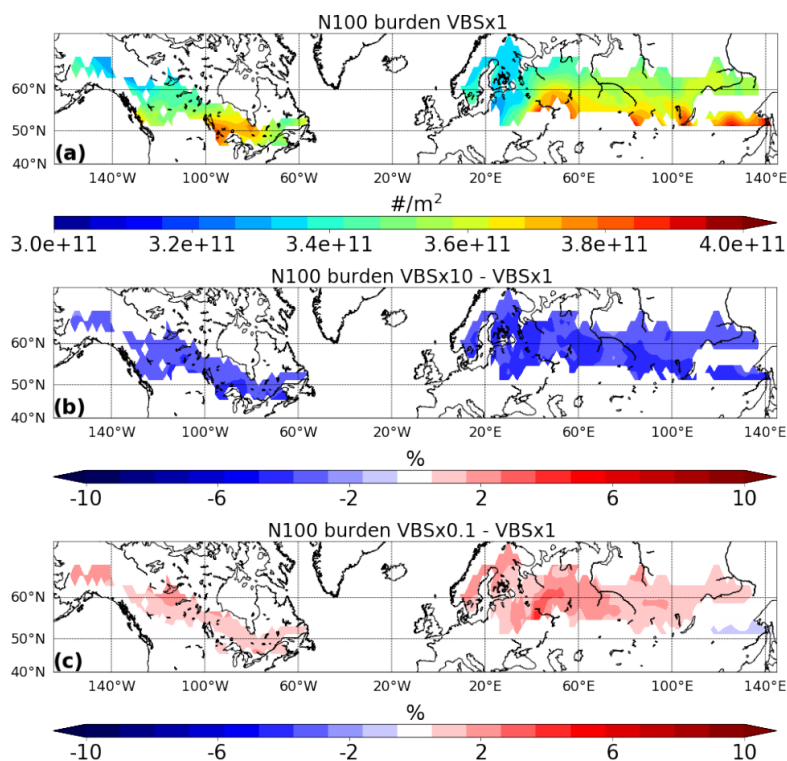 N100 burden VBSx1
60°N
50°N
40°N
(a)
140°W 100°W 60°W 20°W 20°E 60°E 100°E 140°E
#/m²
3.0e+11 3.2e+11 3.4e+11 3.6e+11 3.8e+11 4.0e+11
N100 burden VBSx10 - VBSx1
60°N
50°N
40°N
(b)
140°W 100°W 60°W 20°W 20°E 60°E 100°E 140°E
%
-10 -6 -2 2 6 10
N100 burden VBSx0.1 - VBSx1
60°N
50°N
40°N
(c)
140°W 100°W 60°W 20°W 20°E 60°E 100°E 140°E
%
-10 -6 -2 2 6 10